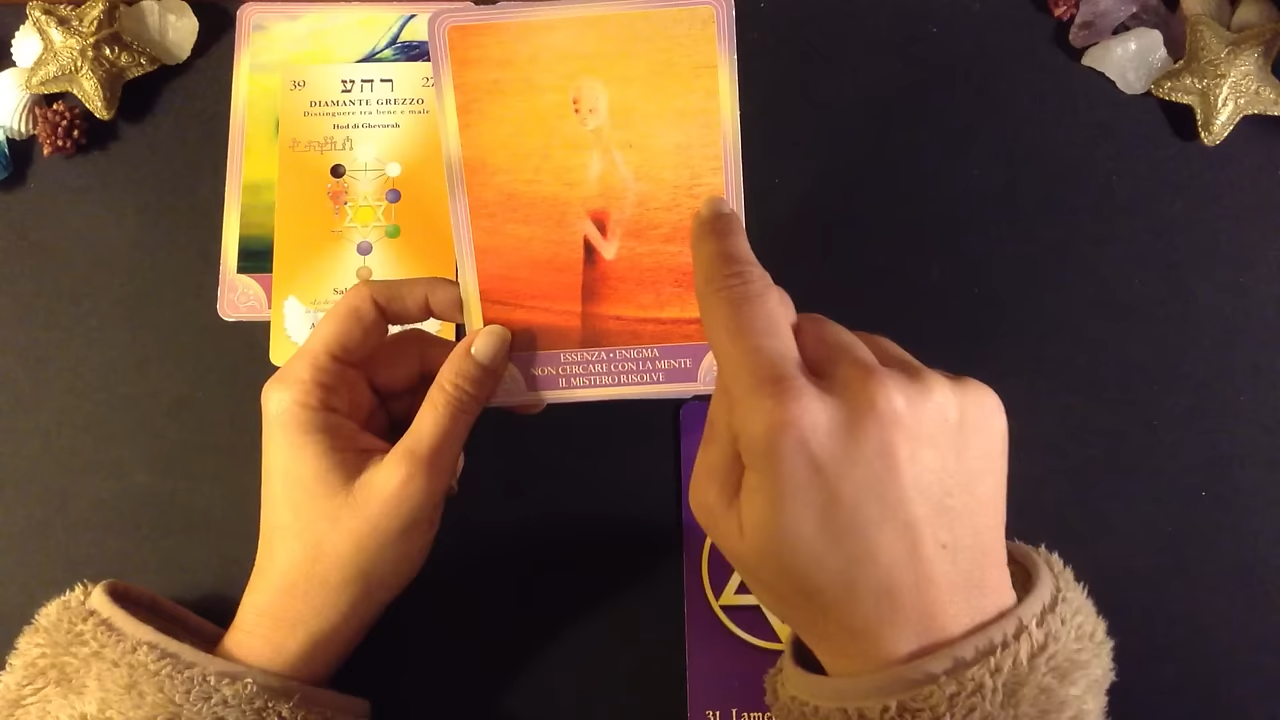 39 רהע 27
DIAMANTE GREZZO
Distinguere tra bene e male
Hod di Ghevurah
ESSENZA • ENIGMA
NON CERCARE CON LA MENTE
IL MISTERO RISOLVE
31. Lame